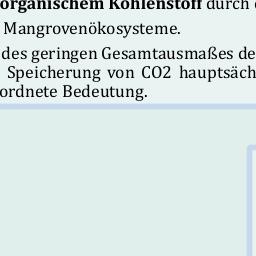 organischem Kohlenstoff durch
Mangrovenökosysteme.
des geringen Gesamtausmaßes de
Speicherung von CO2 hauptsäch
ordnete Bedeutung.